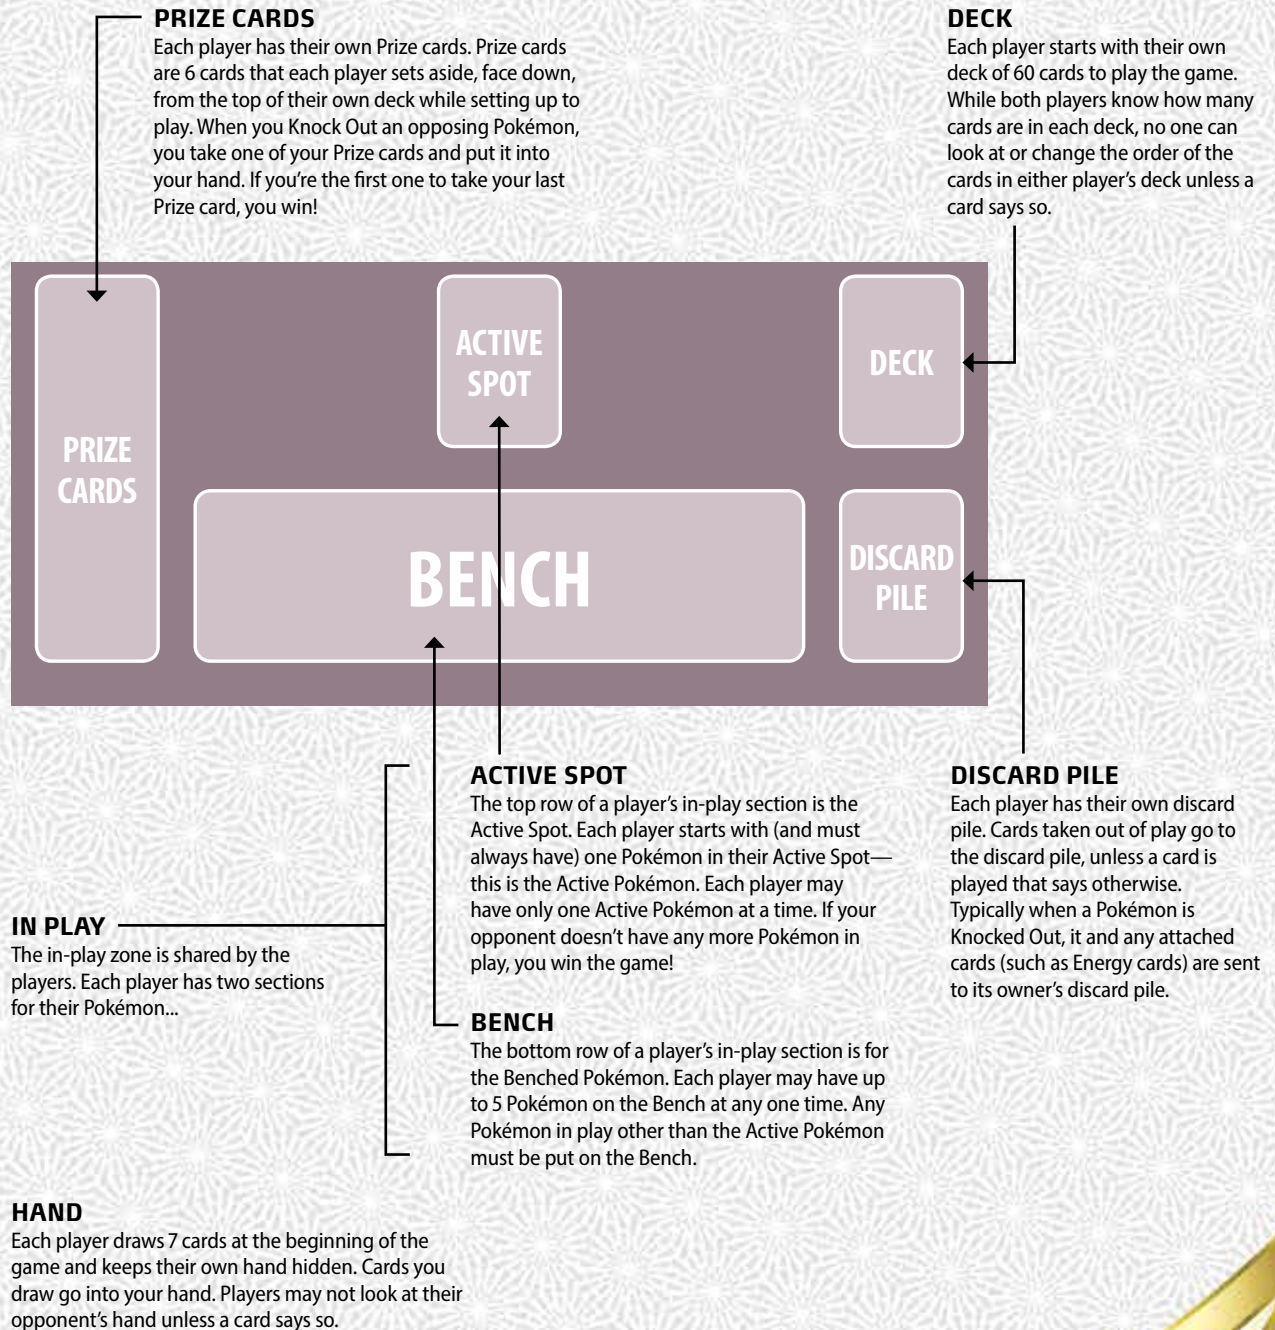 PRIZE CARDS
Each player has their own Prize cards. Prize cards
are 6 cards that each player sets aside, face down,
from the top of their own deck while setting up to
play. When you Knock Out an opposing Pokémon,
you take one of your Prize cards and put it into
your hand. If you're the first one to take your last
Prize card, you win!
DECK
Each player starts with their own
deck of 60 cards to play the game.
While both players know how many
cards are in each deck, no one can
look at or change the order of the
cards in either player's deck unless a
card says so.
PRIZE
CARDS
ACTIVE
SPOT
DECK
BENCH
DISCARD
PILE
IN PLAY
The in-play zone is shared by the
players. Each player has two sections
for their Pokémon...
ACTIVE SPOT
The top row of a player's in-play section is the
Active Spot. Each player starts with (and must
always have) one Pokémon in their Active Spot—
this is the Active Pokémon. Each player may
have only one Active Pokémon at a time. If your
opponent doesn't have any more Pokémon in
play, you win the game!
BENCH
The bottom row of a player's in-play section is for
the Benched Pokémon. Each player may have up
to 5 Pokémon on the Bench at any one time. Any
Pokémon in play other than the Active Pokémon
must be put on the Bench.
DISCARD PILE
Each player has their own discard
pile. Cards taken out of play go to
the discard pile, unless a card is
played that says otherwise.
Typically when a Pokémon is
Knocked Out, it and any attached
cards (such as Energy cards) are sent
to its owner's discard pile.
HAND
Each player draws 7 cards at the beginning of the
game and keeps their own hand hidden. Cards you
draw go into your hand. Players may not look at their
opponent's hand unless a card says so.